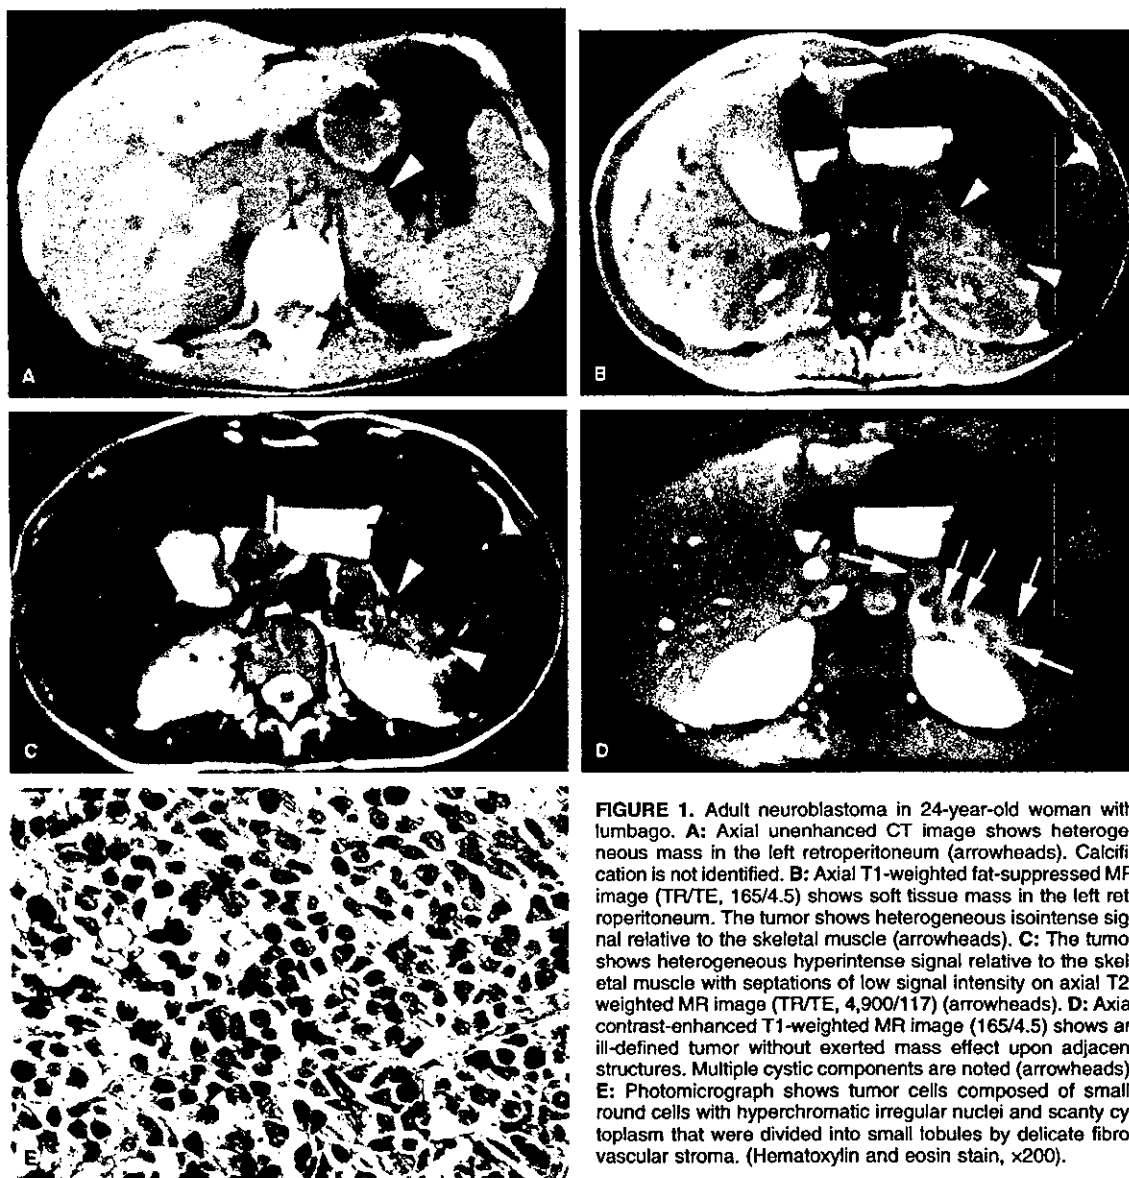 A
B
C
D
E
FIGURE 1. Adult neuroblastoma in 24-year-old woman with
lumbago. A: Axial unenhanced CT image shows heteroge-
neous mass in the left retroperitoneum (arrowheads). Calcifi-
cation is not identified. B: Axial T1-weighted fat-suppressed MR
image (TR/TE, 165/4.5) shows soft tissue mass in the left ret-
roperitoneum. The tumor shows heterogeneous isointense sig-
nal relative to the skeletal muscle (arrowheads). C: The tumo
shows heterogeneous hyperintense signal relative to the skel-
etal muscle with septations of low signal intensity on axial T2
weighted MR image (TR/TE, 4,900/117) (arrowheads). D: Axia
contrast-enhanced T1-weighted MR image (165/4.5) shows an
ill-defined tumor without exerted mass effect upon adjacen
structures. Multiple cystic components are noted (arrowheads)
E: Photomicrograph shows tumor cells composed of small
round cells with hyperchromatic irregular nuclei and scanty cy-
toplasm that were divided into small lobules by delicate fibro
vascular stroma. (Hematoxylin and eosin stain, ×200).